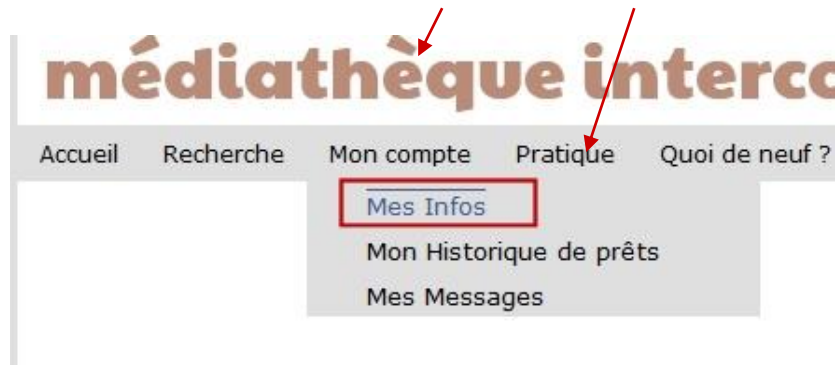 médiathèque interco
Accueil Recherche Mon compte Pratique Quoi de neuf ?
Mes Infos
Mon Historique de prêts
Mes Messages